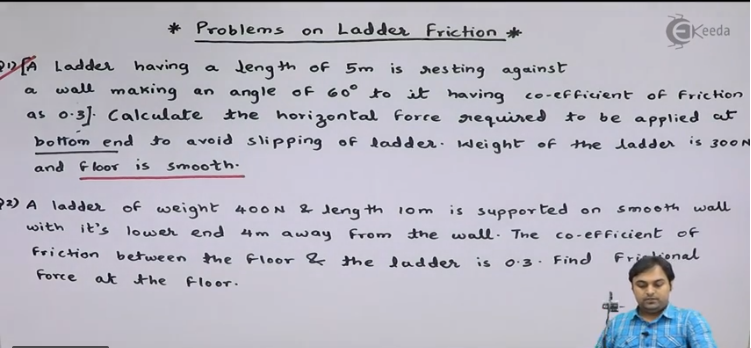 * Problems on Ladder Friction *
Ekeeda
Q1) [A Ladder having a length of 5m is resting against
a wall making an angle of 60° to it having co-efficient of friction
as 0.3]. Calculate the horizontal force required to be applied at
bottom end to avoid slipping of ladder. Weight of the ladder is 300N
and floor is smooth.
Q2) A ladder of weight 400N & length 10m is supported on smooth wall
with it's lower end 4m away from the wall. The co-efficient of
friction between the floor & the ladder is 0.3. Find Frictional
force at the floor.